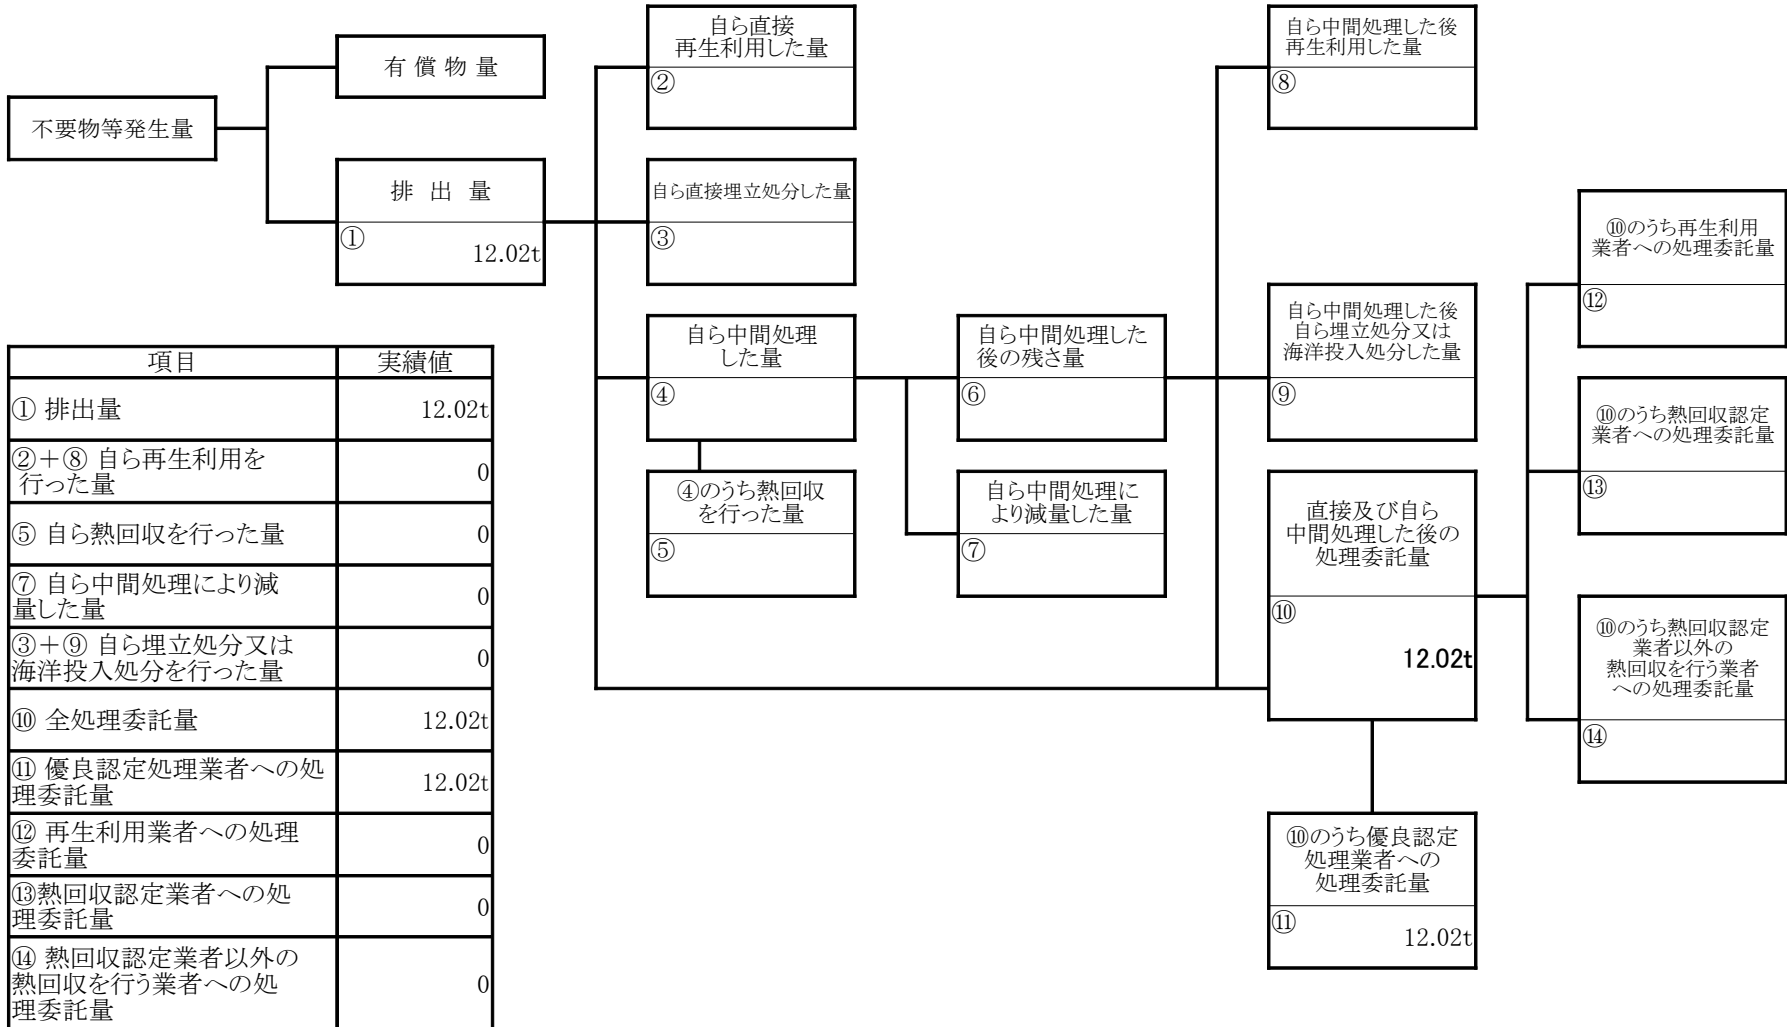 不要物等発生量
有 償 物 量
排 出 量
①
12.02t
自ら直接
再生利用した量
②
自ら直接埋立処分した量
③
自ら中間処理
した量
④
④のうち熱回収
を行った量
⑤
自ら中間処理した
後の残さ量
⑥
自ら中間処理に
より減量した量
⑦
自ら中間処理した後
再生利用した量
⑧
自ら中間処理した後
自ら埋立処分又は
海洋投入処分した量
⑨
直接及び自ら
中間処理した後の
処理委託量
⑩
12.02t
⑩のうち優良認定
処理業者への
処理委託量
⑪
12.02t
⑩のうち再生利用
業者への処理委託量
⑫
⑩のうち熱回収認定
業者への処理委託量
⑬
⑩のうち熱回収認定
業者以外の
熱回収を行う業者
への処理委託量
⑭
項目 実績値
① 排出量 12.02t
②＋⑧ 自ら再生利用を
行った量 0
⑤ 自ら熱回収を行った量 0
⑦ 自ら中間処理により減
量した量 0
③＋⑨ 自ら埋立処分又は
海洋投入処分を行った量 0
⑩ 全処理委託量 12.02t
⑪ 優良認定処理業者への処
理委託量 12.02t
⑫ 再生利用業者への処理
委託量 0
⑬熱回収認定業者への処
理委託量 0
⑭ 熱回収認定業者以外の
熱回収を行う業者への処
理委託量 0